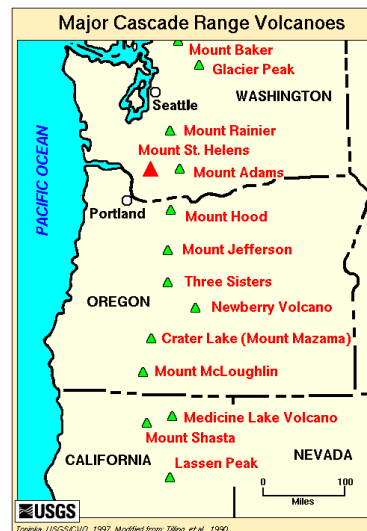 Major Cascade Range Volcanoes
Mount Baker
Glacier Peak
Seattle
WASHINGTON
Mount Rainier
Mount St. Helens
Mount Adams
PACIFIC OCEAN
Portland
Mount Hood
Mount Jefferson
Three Sisters
OREGON
Newberry Volcano
Crater Lake (Mount Mazama)
Mount McLoughlin
Medicine Lake Volcano
Mount Shasta
CALIFORNIA
Lassen Peak
NEVADA
0 100
Miles
USGS
Topinka, USGS/CVO, 1997, Modified from: Tilling, et.al., 1990